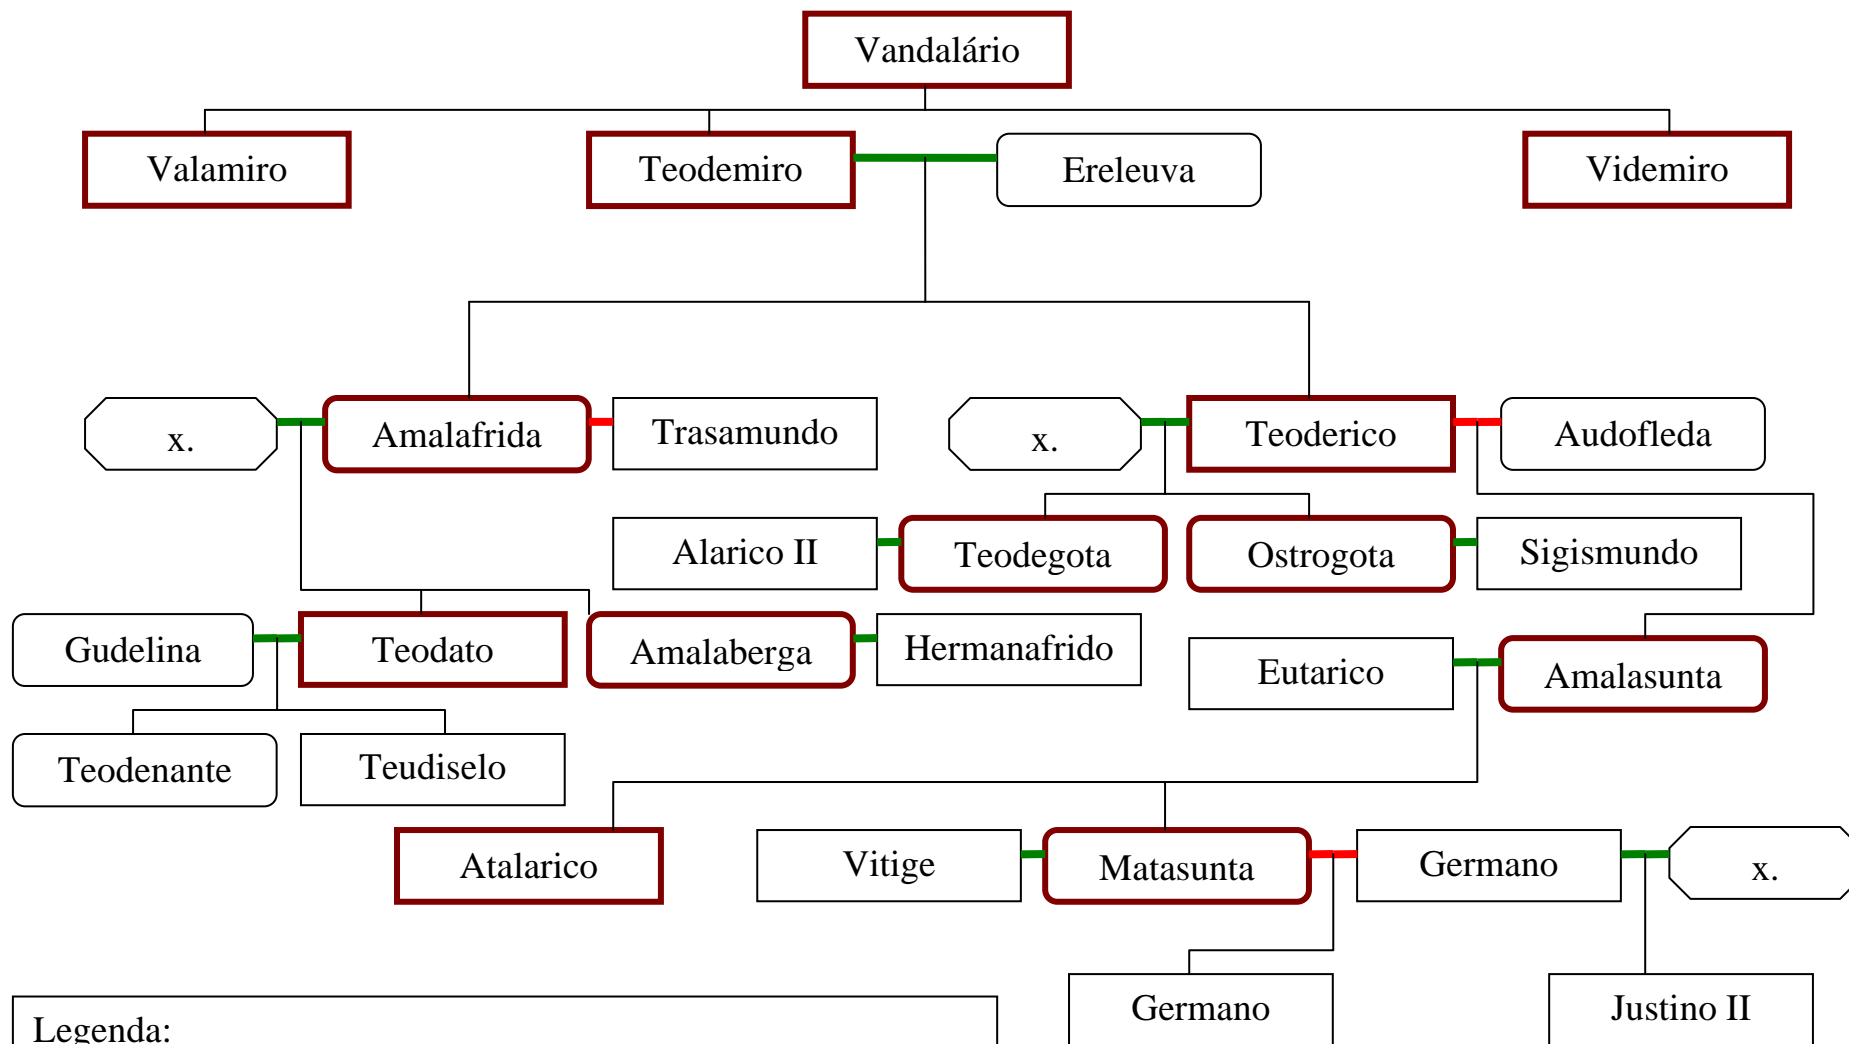 Vandalário
Valamiro
Teodemiro
Ereleuva
Videmiro
x.
Amalafrida
Trasamundo
x.
Teoderico
Audofleda
Alarico II
Teodegota
Ostrogota
Sigismundo
Gudelina
Teodato
Amalaberga
Hermanafrido
Eutarico
Amalasunta
Teodenante
Teudiselo
Atalarico
Vitige
Matasunta
Germano
x.
Germano
Justino II
Legenda: